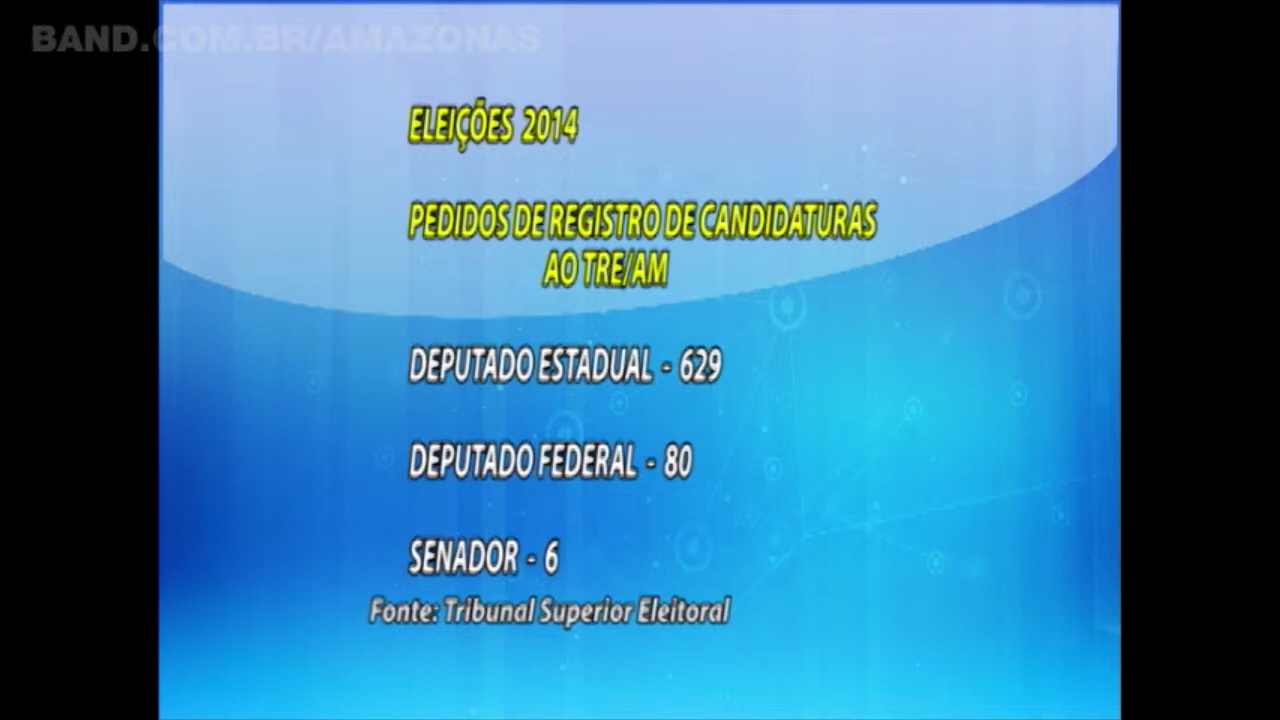 BAND.COM.BR/AMAZONAS
ELEIÇÕES 2014
PEDIDOS DE REGISTRO DE CANDIDATURAS
AO TRE/AM
DEPUTADO ESTADUAL - 629
DEPUTADO FEDERAL - 80
SENADOR - 6
Fonte: Tribunal Superior Eleitoral